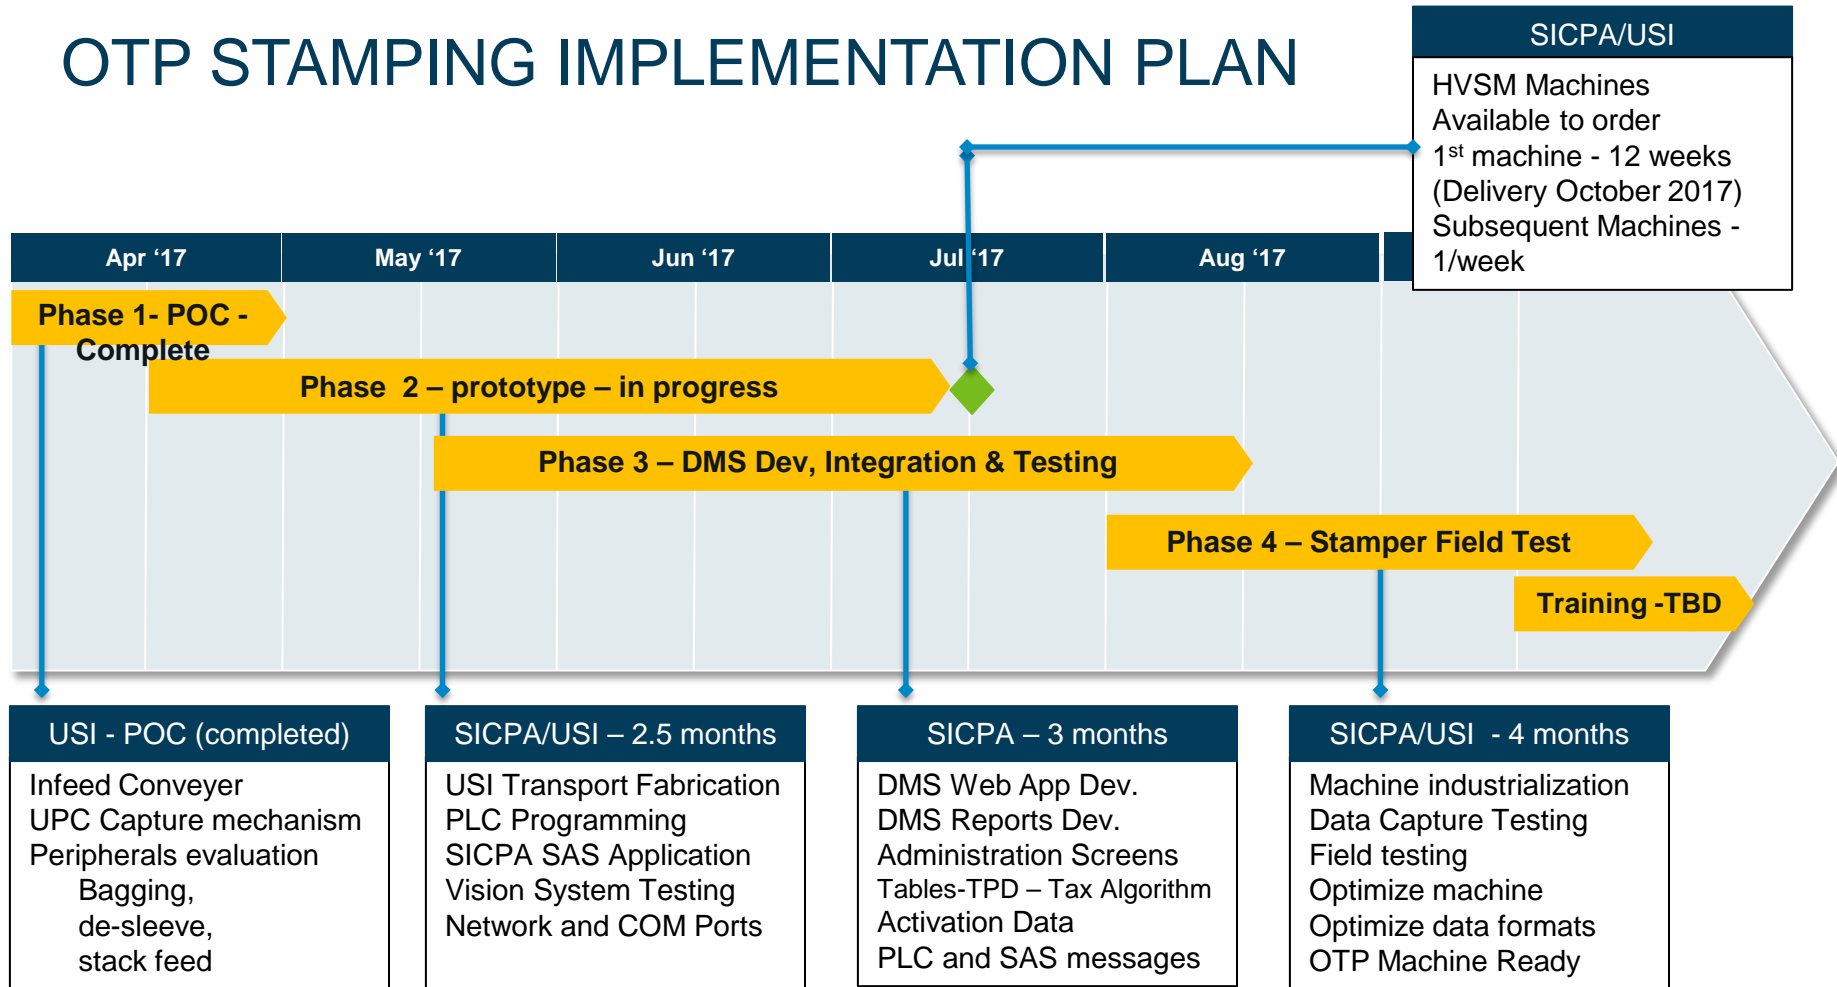 OTP STAMPING IMPLEMENTATION PLAN
SICPA/USI
HVSM Machines
Available to order
1st machine - 12 weeks
(Delivery October 2017)
Subsequent Machines -
1/week
Apr ‘17
May ‘17
Jun ‘17
Jul ‘17
Aug ‘17
Phase 1- POC -
Complete
Phase 2 – prototype – in progress
Phase 3 – DMS Dev, Integration & Testing
Phase 4 – Stamper Field Test
Training -TBD
USI - POC (completed)
Infeed Conveyer
UPC Capture mechanism
Peripherals evaluation
Bagging,
de-sleeve,
stack feed
SICPA/USI – 2.5 months
USI Transport Fabrication
PLC Programming
SICPA SAS Application
Vision System Testing
Network and COM Ports
SICPA – 3 months
DMS Web App Dev.
DMS Reports Dev.
Administration Screens
Tables-TPD – Tax Algorithm
Activation Data
PLC and SAS messages
SICPA/USI - 4 months
Machine industrialization
Data Capture Testing
Field testing
Optimize machine
Optimize data formats
OTP Machine Ready